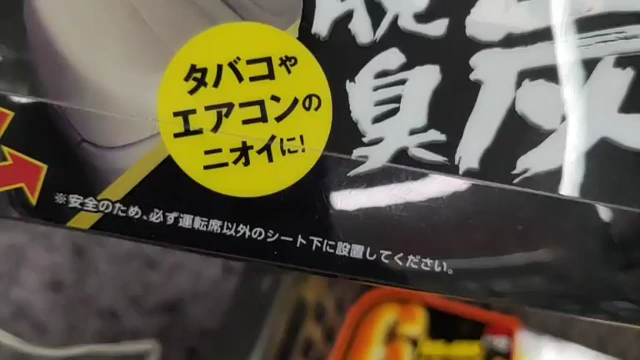 脱臭炭
タバコや
エアコンの
ニオイに!
※安全のため、必ず運転席以外のシート下に設置してください。